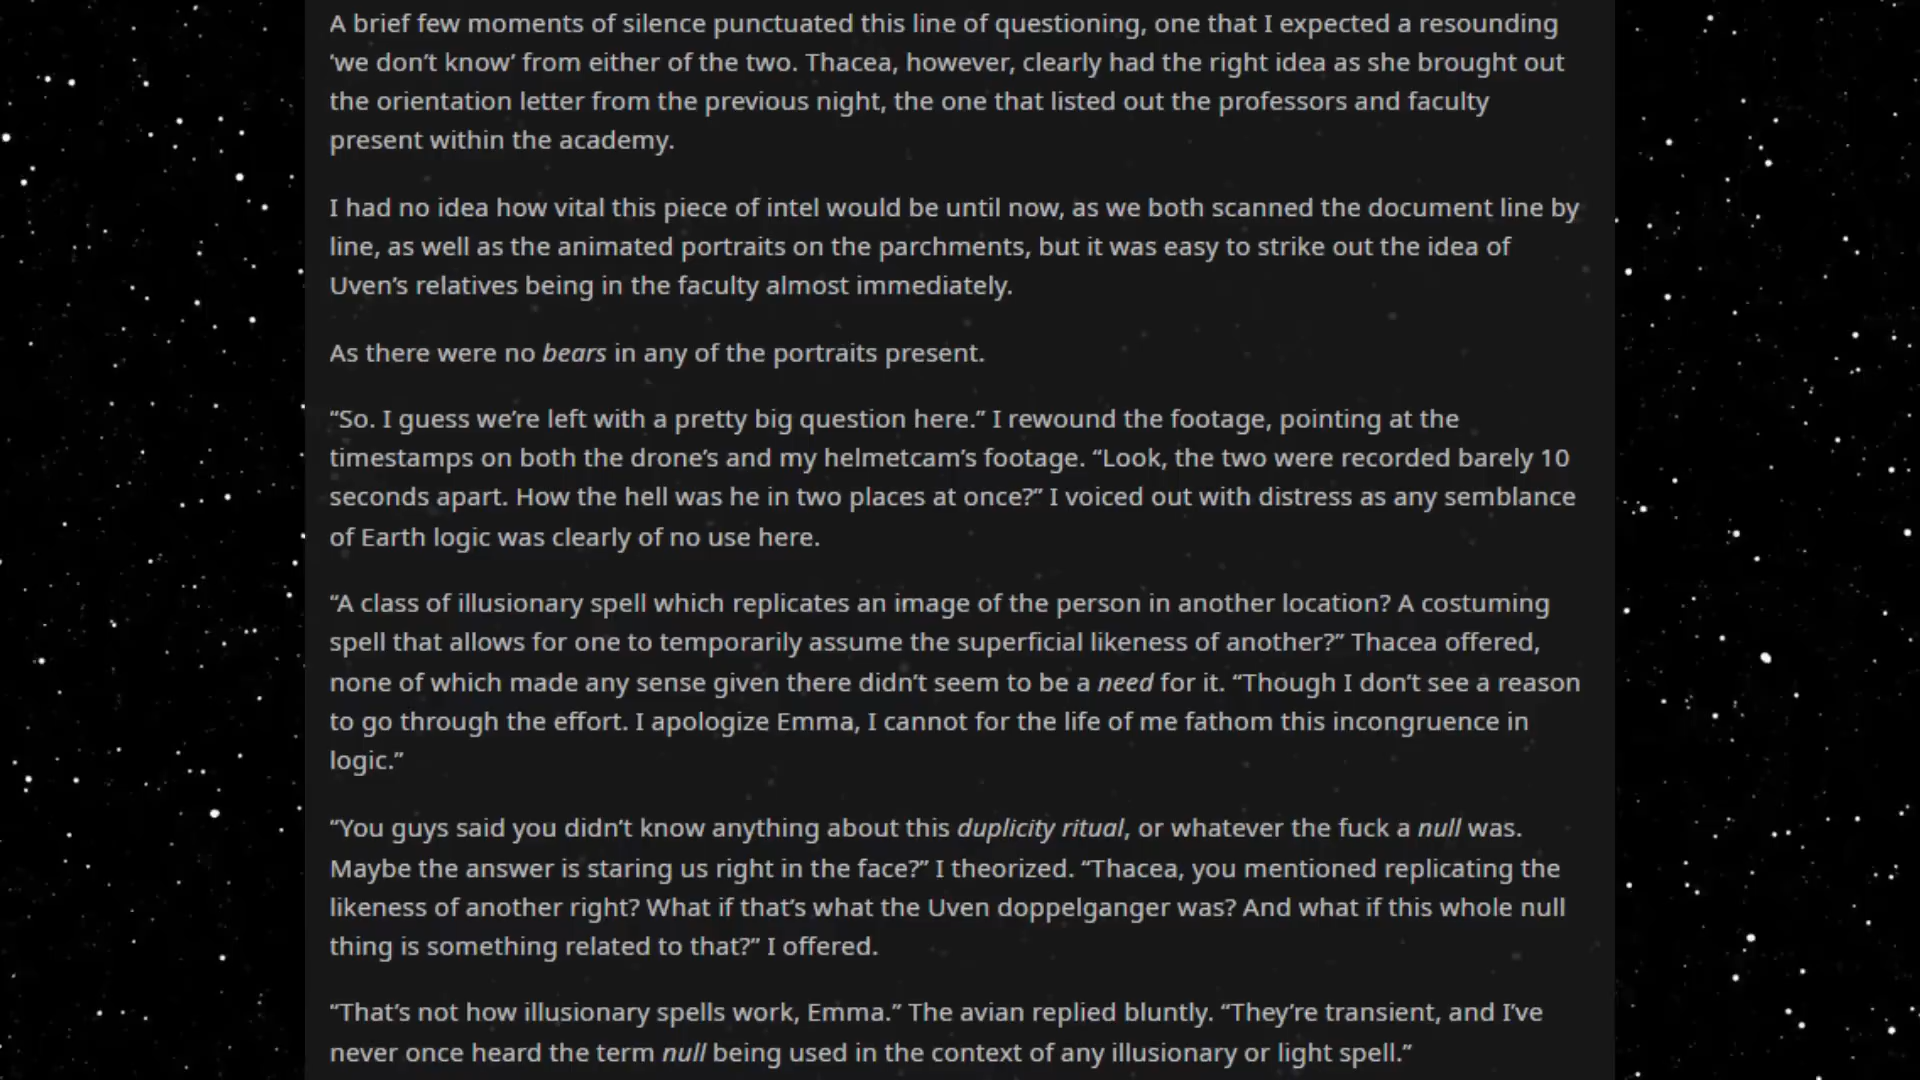 A brief few moments of silence punctuated this line of questioning, one that I expected a resounding
‘we don’t know’ from either of the two. Thacea, however, clearly had the right idea as she brought out
the orientation letter from the previous night, the one that listed out the professors and faculty
present within the academy.
I had no idea how vital this piece of intel would be until now, as we both scanned the document line by
line, as well as the animated portraits on the parchments, but it was easy to strike out the idea of
Uven’s relatives being in the faculty almost immediately.
As there were no bears in any of the portraits present.
“So. I guess we’re left with a pretty big question here.” I rewound the footage, pointing at the
timestamps on both the drone’s and my helmetcam’s footage. “Look, the two were recorded barely 10
seconds apart. How the hell was he in two places at once?” I voiced out with distress as any semblance
of Earth logic was clearly of no use here.
“A class of illusionary spell which replicates an image of the person in another location? A costuming
spell that allows for one to temporarily assume the superficial likeness of another?” Thacea offered,
none of which made any sense given there didn’t seem to be a need for it. “Though I don’t see a reason
to go through the effort. I apologize Emma, I cannot for the life of me fathom this incongruence in
logic.”
“You guys said you didn’t know anything about this duplicity ritual, or whatever the fuck a null was.
Maybe the answer is staring us right in the face?” I theorized. “Thacea, you mentioned replicating the
likeness of another right? What if that’s what the Uven doppelganger was? And what if this whole null
thing is something related to that?” I offered.
“That’s not how illusionary spells work, Emma.” The avian replied bluntly. “They’re transient, and I’ve
never once heard the term null being used in the context of any illusionary or light spell.”